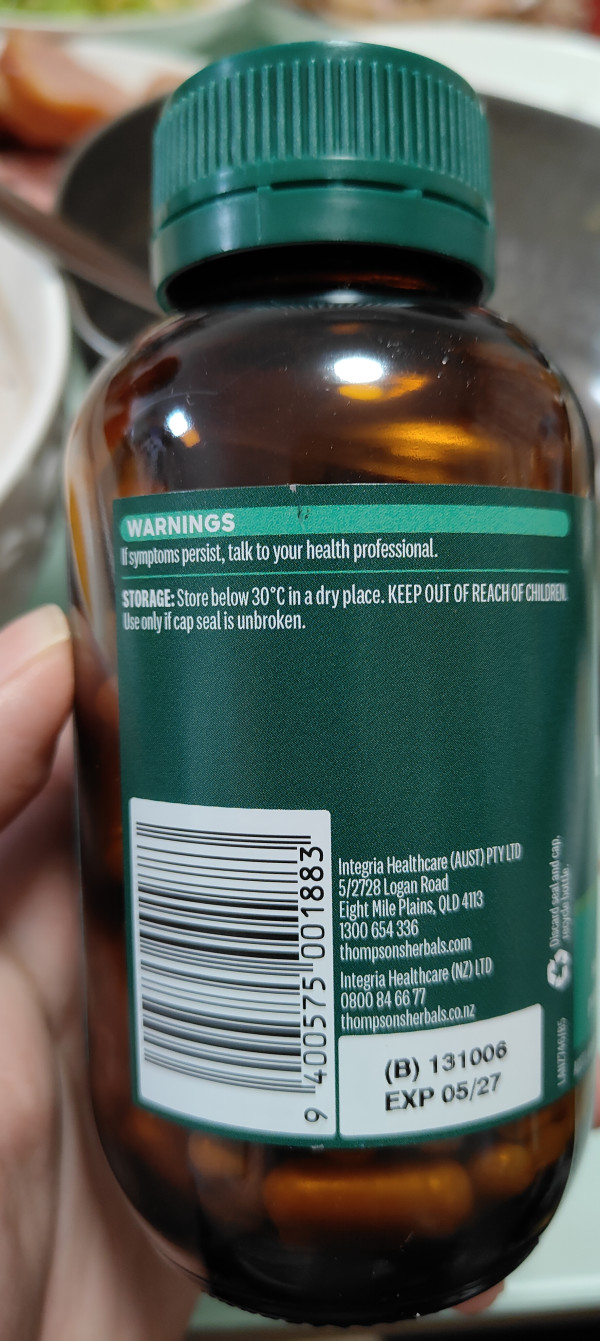 WARNINGS
If symptoms persist, talk to your health professional.
STORAGE: Store below 30°C in a dry place. KEEP OUT OF REACH OF CHILDREN.
Use only if cap seal is unbroken.
9 400575 001883
Integria Healthcare (AUST) PTY LTD
5/2728 Logan Road
Eight Mile Plains, QLD 4113
1300 654 336
thompsonsherbals.com
Integria Healthcare (NZ) LTD
0800 84 66 77
thompsonsherbals.co.nz
(B) 131006
EXP 05/27
Discard seal and cap,
recycle bottle.